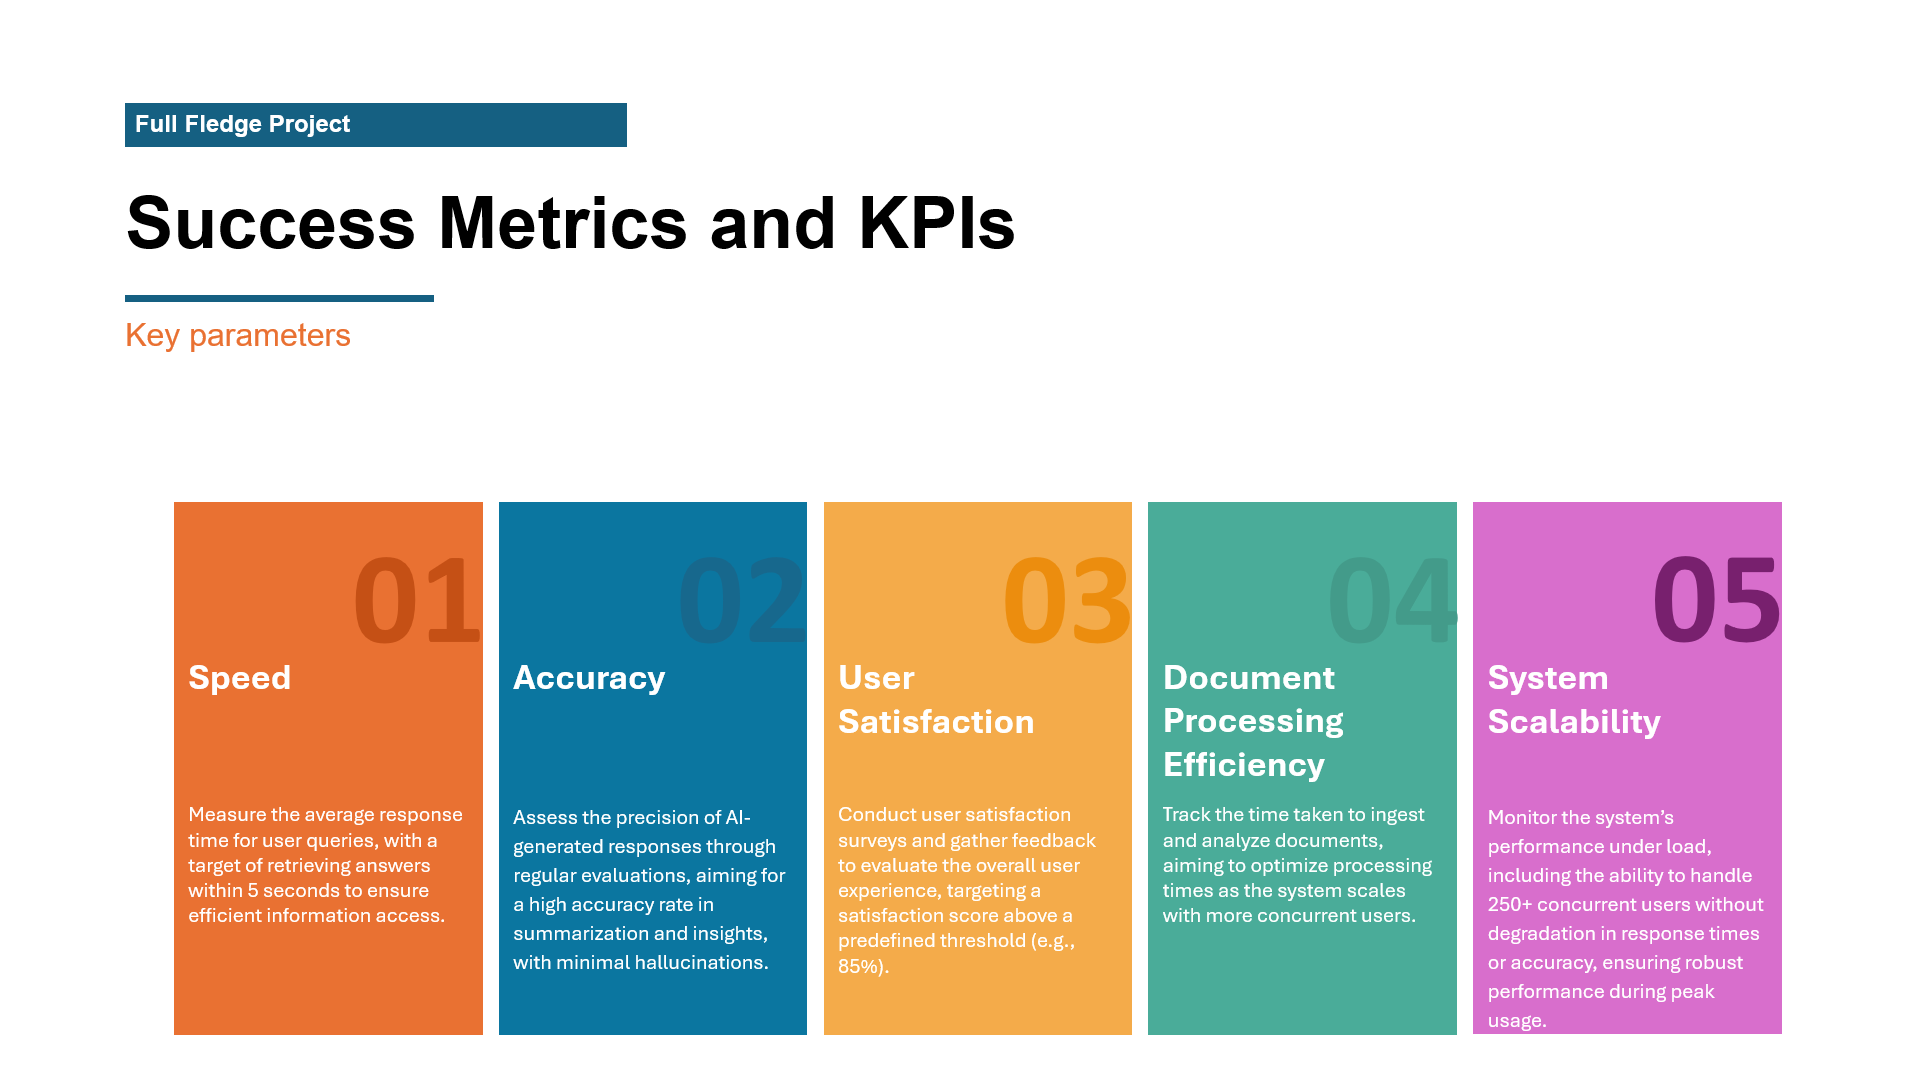 Full Fledge Project
Success Metrics and KPIs
Key parameters
01
Speed
Measure the average response
time for user queries, with a
target of retrieving answers
within 5 seconds to ensure
efficient information access.
02
Accuracy
Assess the precision of AI-
generated responses through
regular evaluations, aiming for
a high accuracy rate in
summarization and insights,
with minimal hallucinations.
03
User
Satisfaction
Conduct user satisfaction
surveys and gather feedback
to evaluate the overall user
experience, targeting a
satisfaction score above a
predefined threshold (e.g.,
85%).
04
Document
Processing
Efficiency
Track the time taken to ingest
and analyze documents,
aiming to optimize processing
times as the system scales
with more concurrent users.
05
System
Scalability
Monitor the system’s
performance under load,
including the ability to handle
250+ concurrent users without
degradation in response times
or accuracy, ensuring robust
performance during peak
usage.